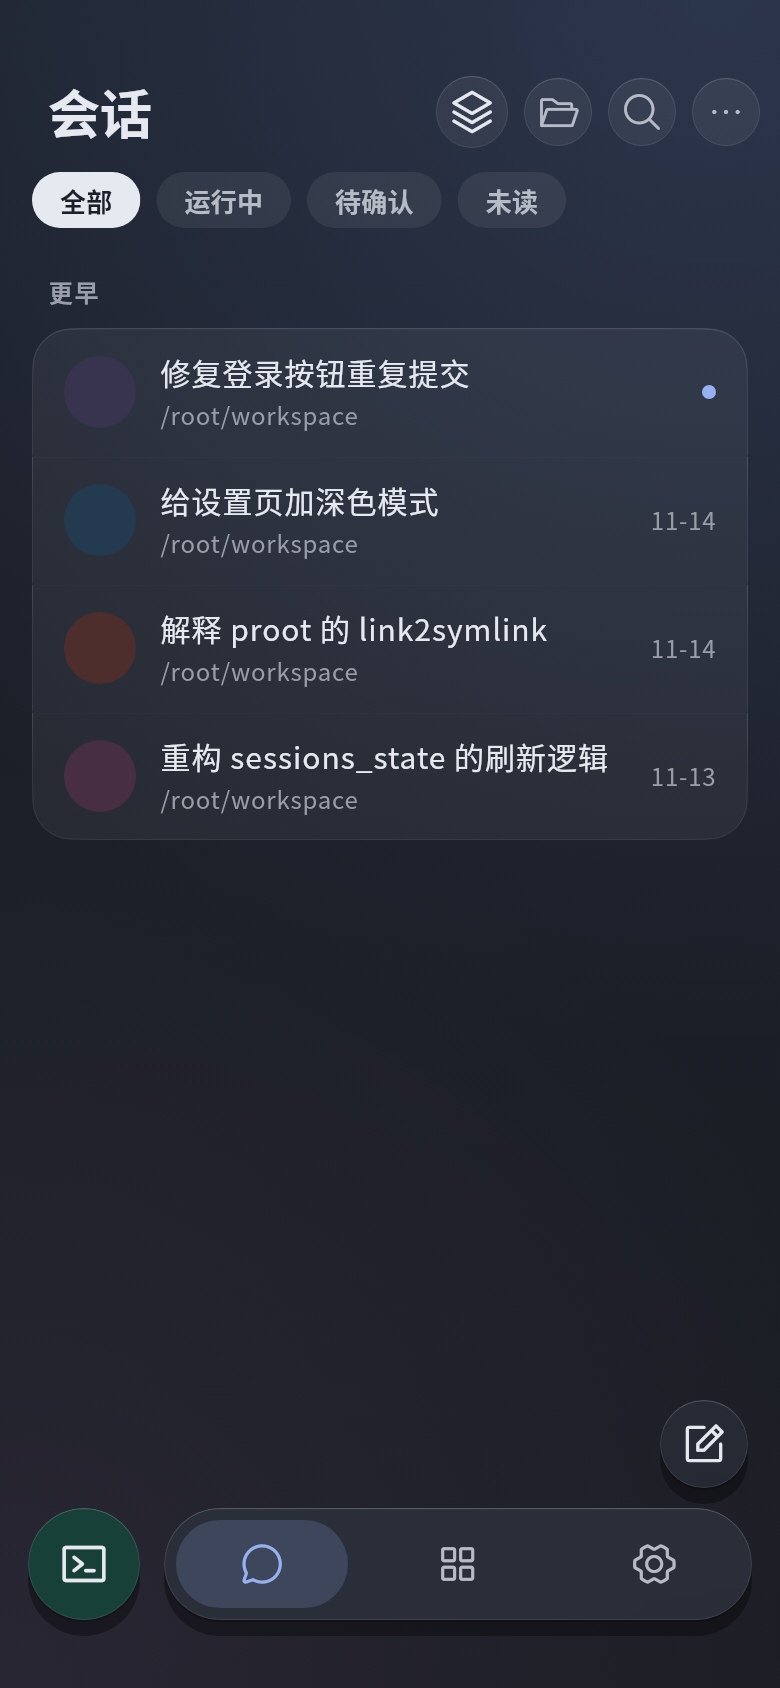 会话
全部 运行中 待确认 未读
更早
修复登录按钮重复提交
/root/workspace
给设置页加深色模式
/root/workspace
11-14
解释 proot 的 link2symlink
/root/workspace
11-14
重构 sessions_state 的刷新逻辑
/root/workspace
11-13